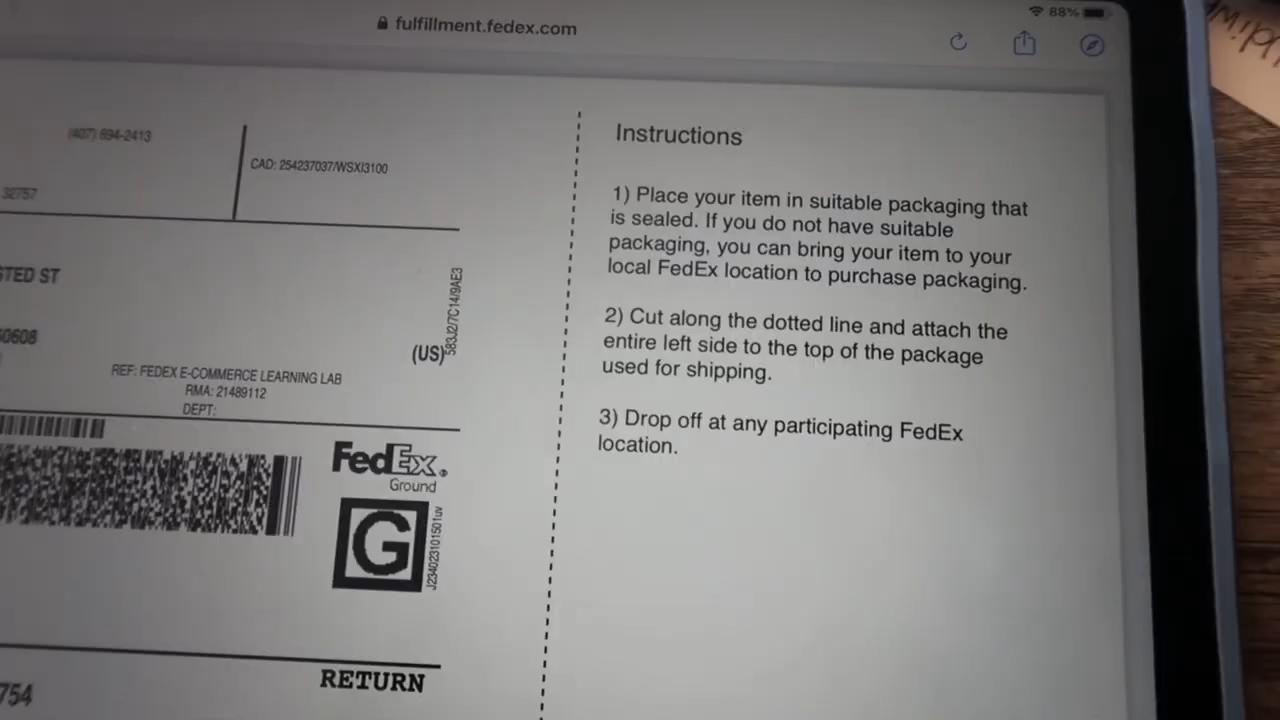 fulfillment.fedex.com
88%
(407) 694-2413
CAD: 254237037/WSXI3100
32757
STED ST
60608
(US)
583J2/7C14/9AE3
REF: FEDEX E-COMMERCE LEARNING LAB
RMA: 21489112
DEPT:
FedEx
Ground
G
J234023101501uv
RETURN
754
Instructions
1) Place your item in suitable packaging that
is sealed. If you do not have suitable
packaging, you can bring your item to your
local FedEx location to purchase packaging.
2) Cut along the dotted line and attach the
entire left side to the top of the package
used for shipping.
3) Drop off at any participating FedEx
location.